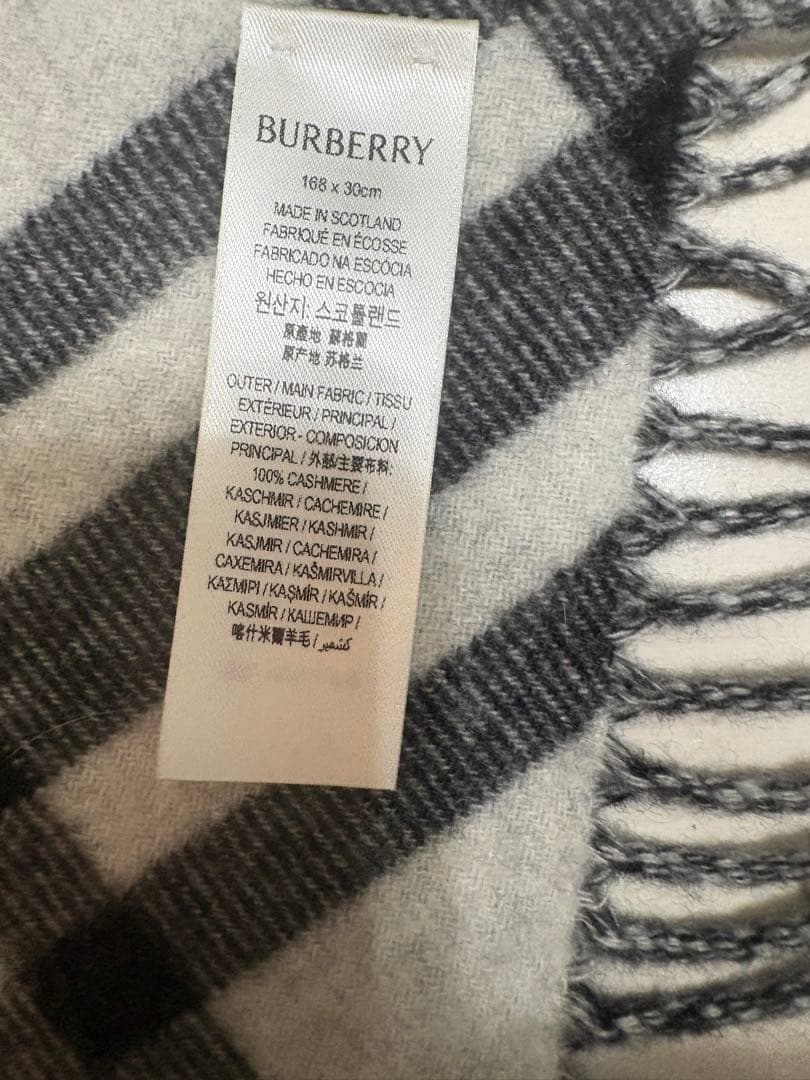 BURBERRY
168 x 30cm
MADE IN SCOTLAND
FABRIQUÉ EN ÉCOSSE
FABRICADO NA ESCÓCIA
HECHO EN ESCOCIA
원산지: 스코틀랜드
原產地 蘇格蘭
原产地 苏格兰
OUTER / MAIN FABRIC / TISSU
EXTÉRIEUR / PRINCIPAL /
EXTERIOR - COMPOSICION
PRINCIPAL / 外部/主要布料:
100% CASHMERE /
KASCHMIR / CACHEMIRE /
KASJMIER / KASHMIR /
KASJMIR / CACHEMIRA /
CAXEMIRA / KAŠMIRVILLA /
ΚΑΣΜΙΡΙ / KAŞMİR / KAŠMÍR /
KASMÍR / КАШЕМИР /
喀什米爾羊毛 / كشمير